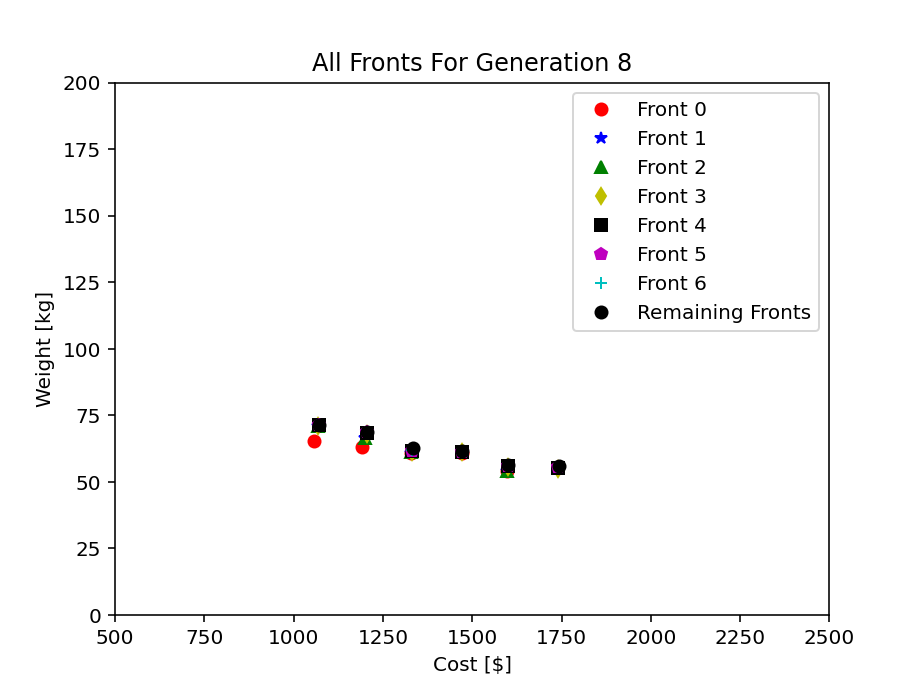 All Fronts For Generation 8
Weight [kg]
200
175
150
125
100
75
50
25
0
500 750 1000 1250 1500 1750 2000 2250 2500
Cost [$]
Front 0
Front 1
Front 2
Front 3
Front 4
Front 5
Front 6
Remaining Fronts